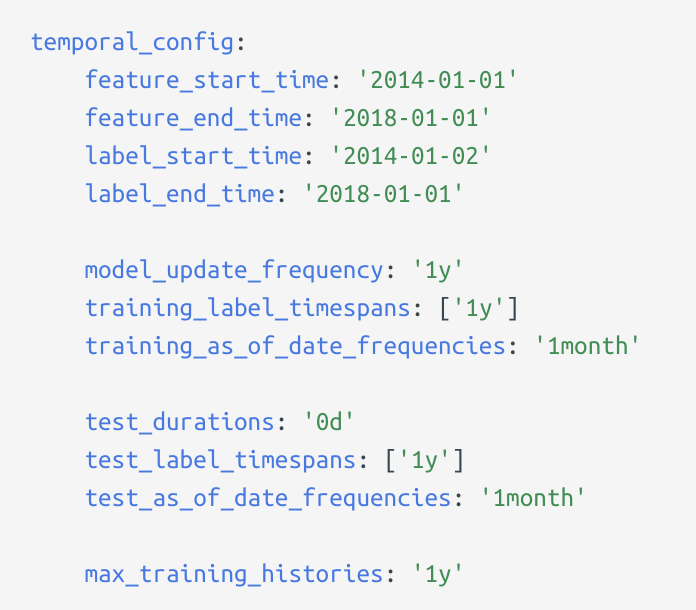 temporal_config:
    feature_start_time: '2014-01-01'
    feature_end_time: '2018-01-01'
    label_start_time: '2014-01-02'
    label_end_time: '2018-01-01'

    model_update_frequency: '1y'
    training_label_timespans: ['1y']
    training_as_of_date_frequencies: '1month'

    test_durations: '0d'
    test_label_timespans: ['1y']
    test_as_of_date_frequencies: '1month'

    max_training_histories: '1y'